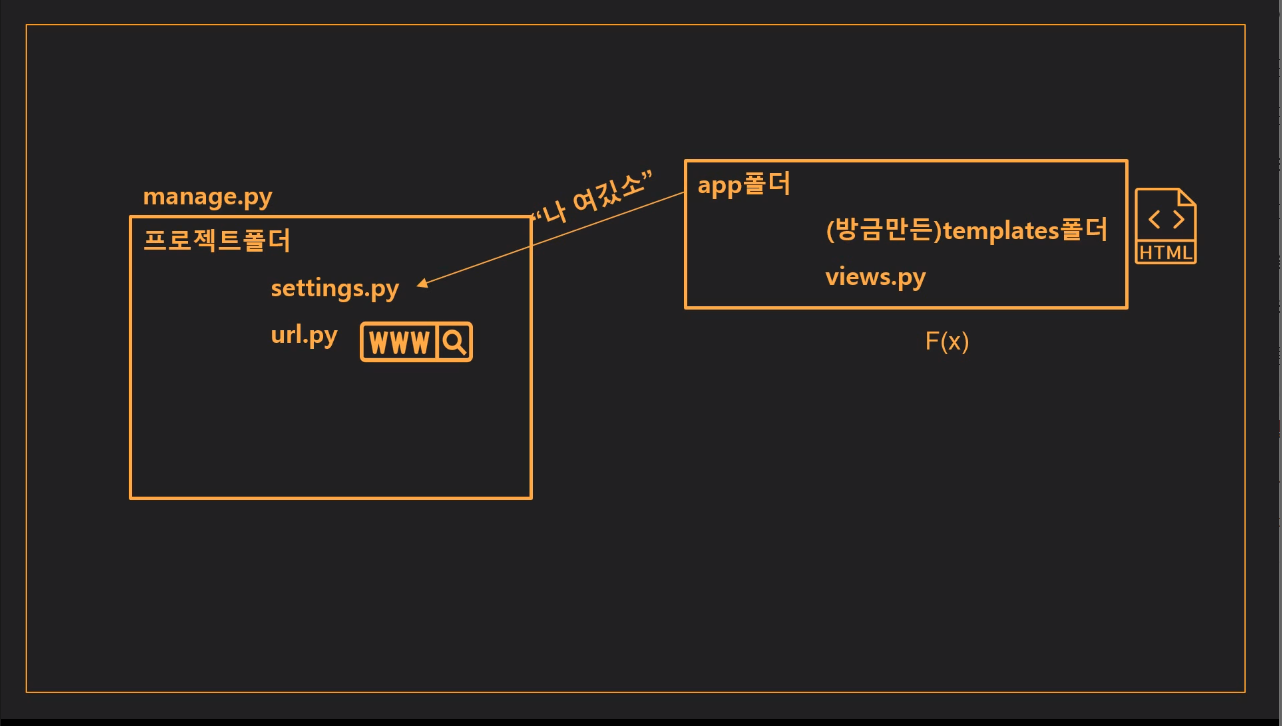 manage.py
프로젝트폴더
settings.py
url.py
WWW
“나 여깄소”
app폴더
(방금만든)templates폴더
views.py
HTML
F(x)